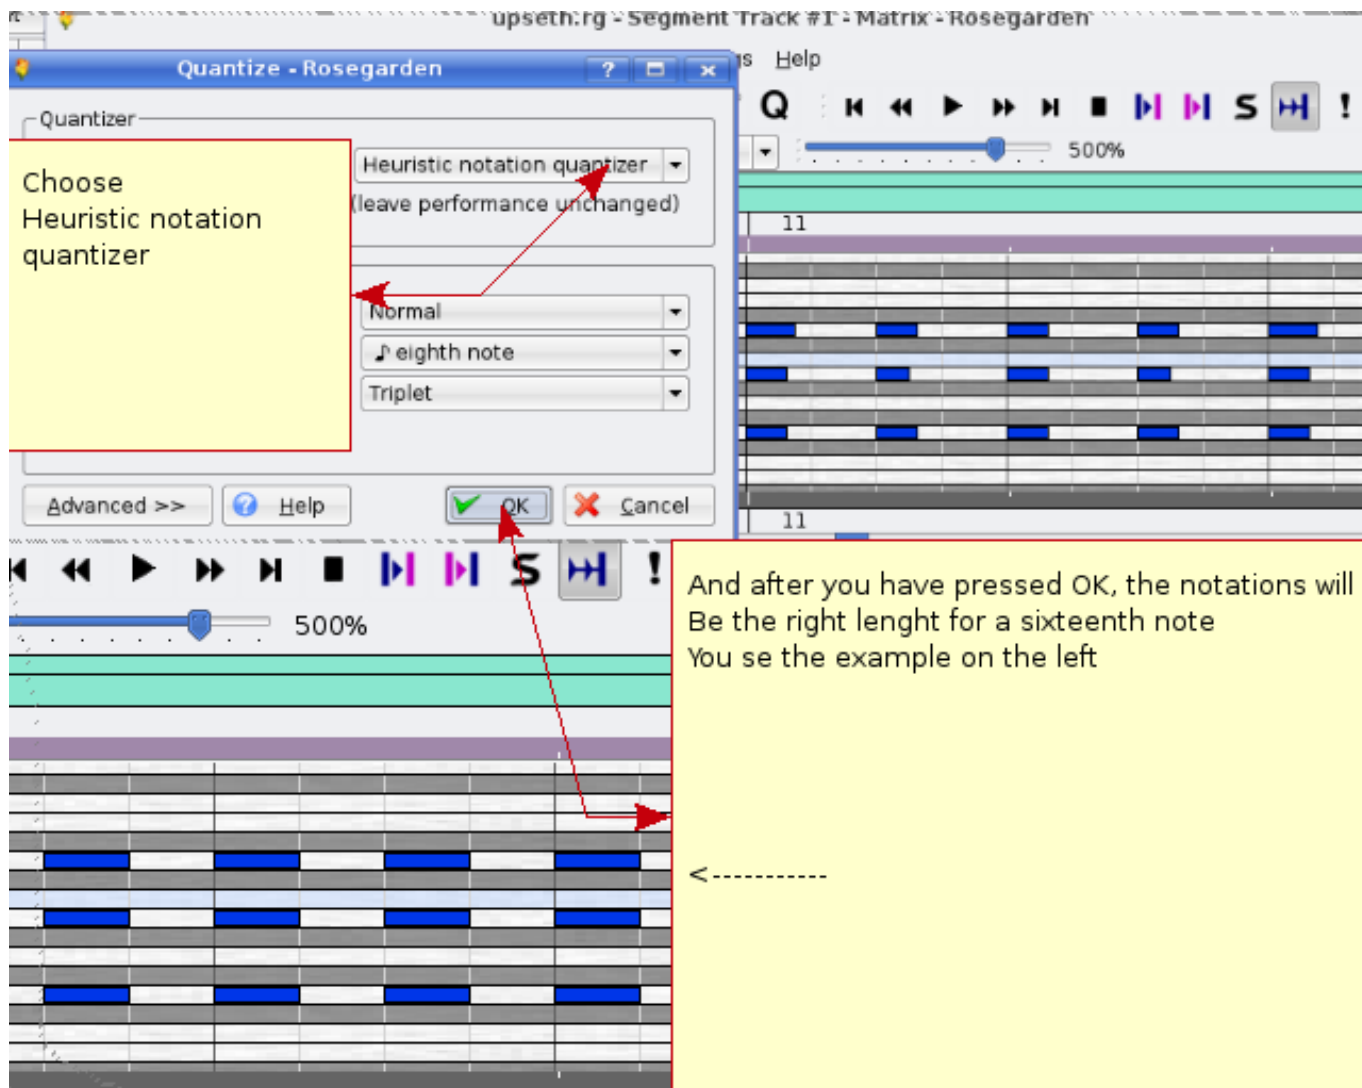 upseth.rg - Segment Track #1 - Matrix - Rosegarden
Quantize - Rosegarden
?
Help
Q
S
!
500%
Quantizer
Choose
Heuristic notation
quantizer
Heuristic notation quantizer
(leave performance unchanged)
11
Normal
eighth note
Triplet
Advanced >>
Help
OK
Cancel
11
S
!
500%
And after you have pressed OK, the notations will
Be the right lenght for a sixteenth note
You se the example on the left
<-----------